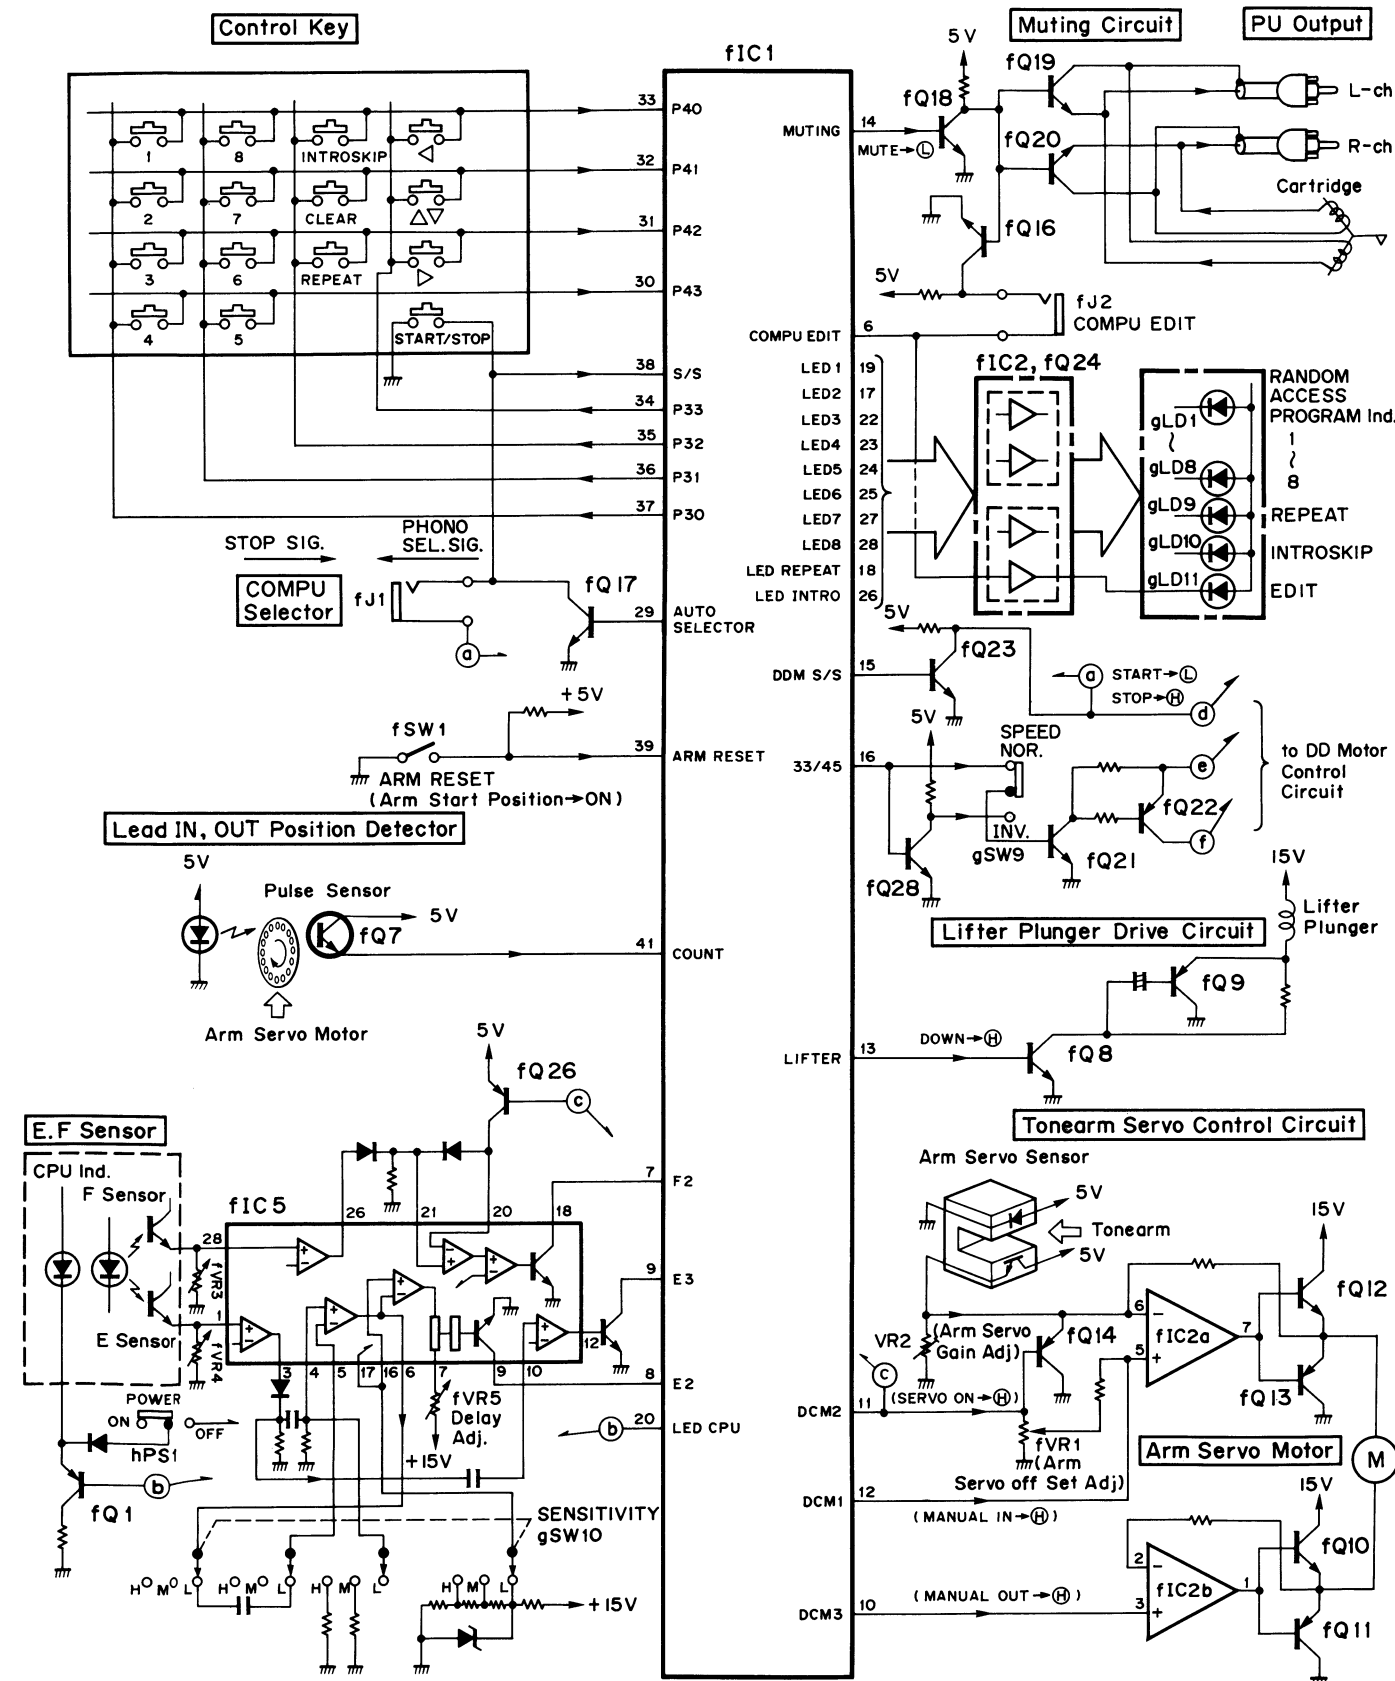 Control Key
fIC1
Muting Circuit
PU Output
33 P40
1 8 INTROSKIP ◁
32 P41
2 7 CLEAR △▽
31 P42
3 6 REPEAT ▷
30 P43
4 5 START/STOP
38 S/S
34 P33
35 P32
36 P31
37 P30
STOP SIG.
PHONO
SEL.SIG.
COMPU
Selector
fJ1
fQ17
29 AUTO
SELECTOR
a
+5V
fSW1
39 ARM RESET
ARM RESET
(Arm Start Position→ON)
Lead IN, OUT Position Detector
5V
Pulse Sensor
5V
fQ7
41 COUNT
Arm Servo Motor
5V
fQ26
c
E.F Sensor
CPU Ind.
F Sensor
E Sensor
fIC5
28
fVR3
1
fVR4
26 21 20 18
7 F2
9 E3
12
3 4 5 17 16 6 7 9 10
8 E2
20 LED CPU
b
fVR5
Delay
Adj.
+15V
POWER
ON OFF
hPS1
b
fQ1
SENSITIVITY
gSW10
H M L H M L H M L H M L
+15V
5V
fQ19
fQ18
fQ20
MUTING 14
MUTE→L
L-ch
R-ch
Cartridge
fQ16
5V
fJ2
COMPU EDIT
COMPU EDIT 6
LED1 19
LED2 17
LED3 22
LED4 23
LED5 24
LED6 25
LED7 27
LED8 28
LED REPEAT 18
LED INTRO 26
fIC2, fQ24
gLD1
~
gLD8
gLD9
gLD10
gLD11
RANDOM
ACCESS
PROGRAM Ind.
1
~
8
REPEAT
INTROSKIP
EDIT
5V
fQ23
DDM S/S 15
a START→L
STOP→H
d
5V
SPEED
NOR.
33/45 16
INV.
gSW9
fQ28
fQ21
fQ22
e
f
to DD Motor
Control
Circuit
15V
Lifter
Plunger
Lifter Plunger Drive Circuit
fQ9
LIFTER 13
DOWN→H
fQ8
Tonearm Servo Control Circuit
Arm Servo Sensor
5V
Tonearm
5V
15V
fQ12
VR2
(Arm Servo
Gain Adj)
fQ14
6 −
5 +
fIC2a
7
fQ13
c
(SERVO ON→H)
DCM2 11
fVR1
(Arm
Servo off Set Adj)
Arm Servo Motor
M
DCM1 12
(MANUAL IN→H)
15V
fQ10
2 −
3 +
fIC2b
1
fQ11
DCM3 10
(MANUAL OUT→H)